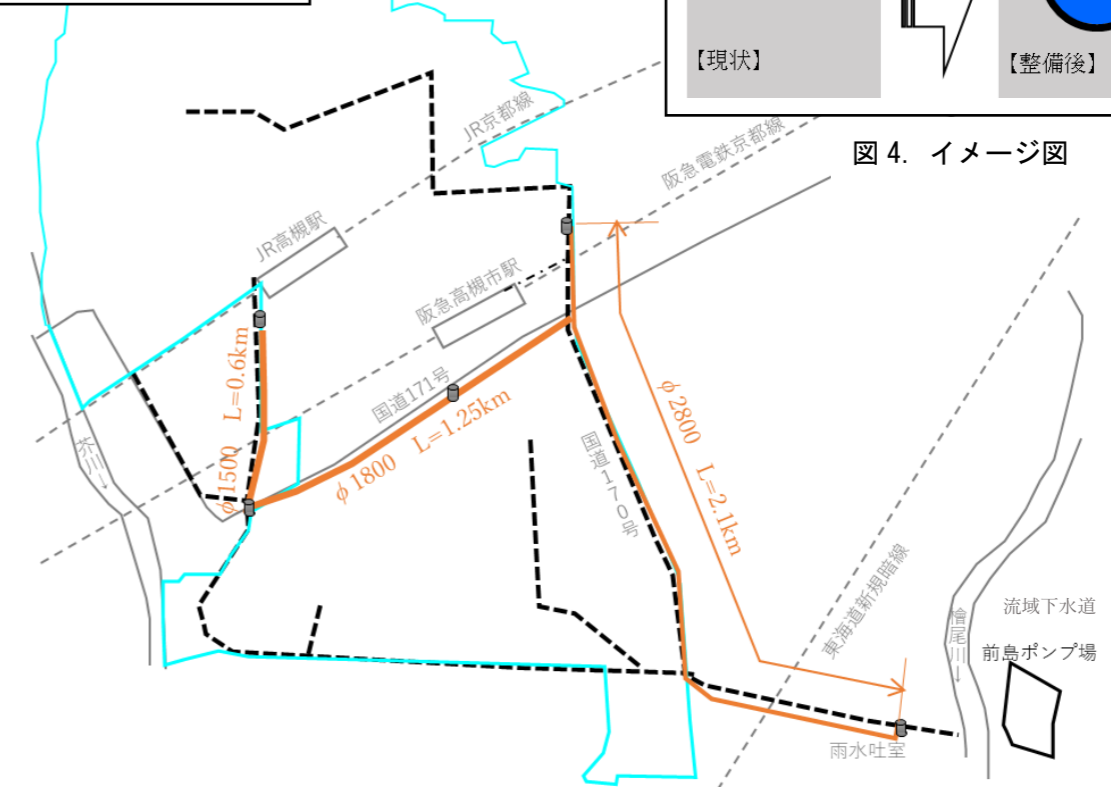 【現状】
【整備後】
図4. イメージ図
JR京都線
阪急電鉄京都線
JR高槻駅
阪急高槻市駅
国道171号
φ1500 L=0.6km
φ1800 L=1.25km
φ2800 L=2.1km
国道170号
芥川→
東海道新規暗線
檜尾川→
流域下水道
前島ポンプ場
雨水吐室